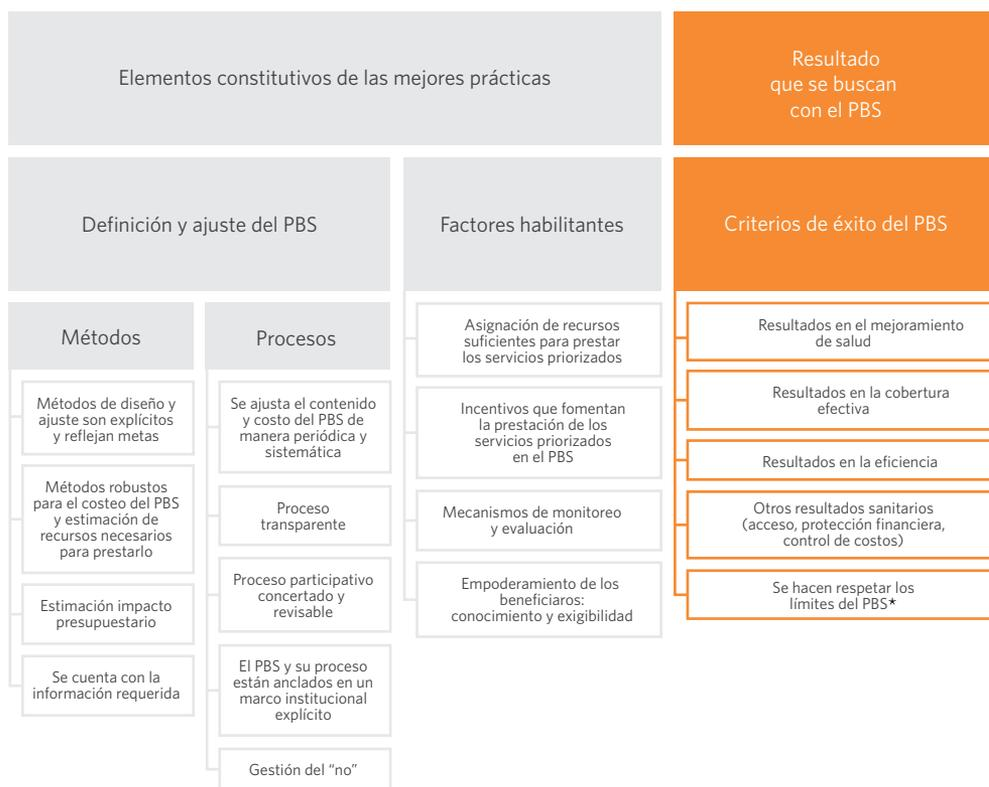 Elementos constitutivos de las mejores prácticas
Resultado
que se buscan
con el PBS
Definición y ajuste del PBS
Factores habilitantes
Criterios de éxito del PBS
Métodos
Métodos de diseño y
ajuste son explícitos
y reflejan metas
Métodos robustos
para el costeo del PBS
y estimación de
recursos necesarios
para prestarlo
Estimación impacto
presupuestario
Se cuenta con la
información requerida
Procesos
Se ajusta el contenido
y costo del PBS de
manera periódica y
sistemática
Proceso
transparente
Proceso participativo
concertado y
revisable
El PBS y su proceso
están anclados en un
marco institucional
explícito
Gestión del “no”
Asignación de recursos
suficientes para prestar
los servicios priorizados
Incentivos que fomentan
la prestación de los
servicios priorizados
en el PBS
Mecanismos de monitoreo
y evaluación
Empoderamiento de los
beneficiaros:
conocimiento y exigibilidad
Resultados en el mejoramiento
de salud
Resultados en la cobertura
efectiva
Resultados en la eficiencia
Otros resultados sanitarios
(acceso, protección financiera,
control de costos)
Se hacen respetar los
límites del PBS*